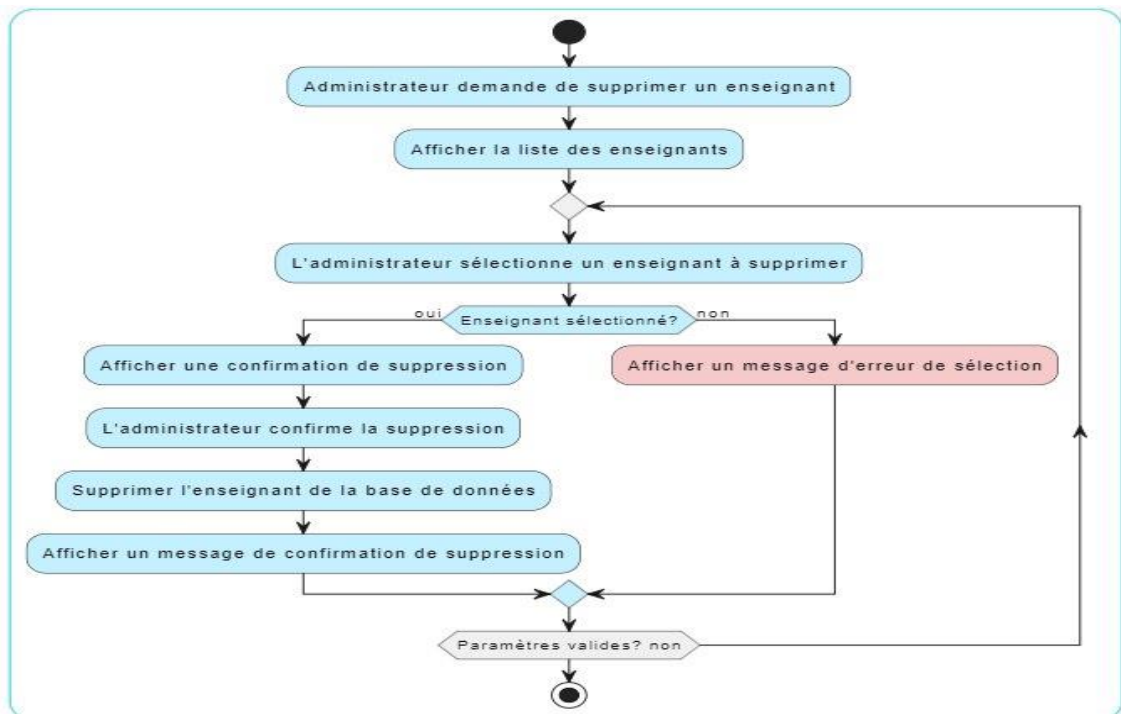 Administrateur demande de supprimer un enseignant
Afficher la liste des enseignants
L'administrateur sélectionne un enseignant à supprimer
oui
Enseignant sélectionné?
non
Afficher une confirmation de suppression
Afficher un message d'erreur de sélection
L'administrateur confirme la suppression
Supprimer l'enseignant de la base de données
Afficher un message de confirmation de suppression
Paramètres valides? non